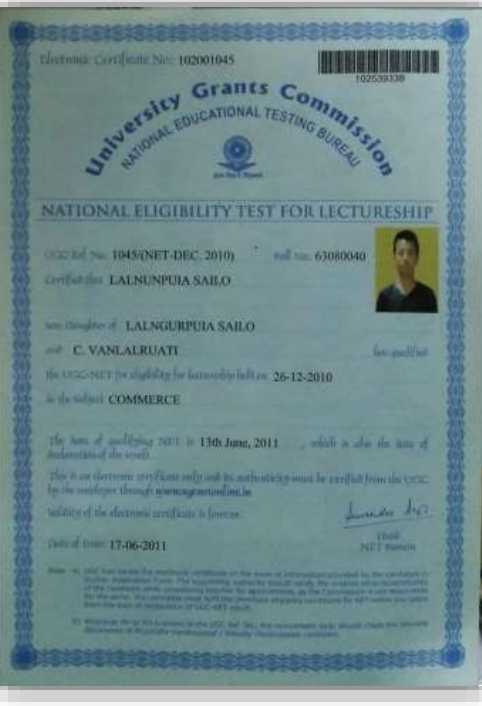 Electronic Certificate No: 102001045
102539338
University Grants Commission
NATIONAL EDUCATIONAL TESTING BUREAU
NATIONAL ELIGIBILITY TEST FOR LECTURESHIP
UGC Ref. No. 1045/(NET-DEC. 2010) Roll No: 63080040
Certified that LALNUNPUIA SAILO
son/daughter of LALNGURPUIA SAILO
and C. VANLALRUATI has qualified
the UGC-NET for eligibility for lectureship held on 26-12-2010
in the subject COMMERCE
The date of qualifying NET is 13th June, 2011, which is also the date of
declaration of the result.
This is an electronic certificate only and its authenticity must be verified from the UGC
by the employer through www.ugcnetonline.in
Validity of the electronic certificate is forever.
Date of Issue: 17-06-2011
Head
NET Bureau